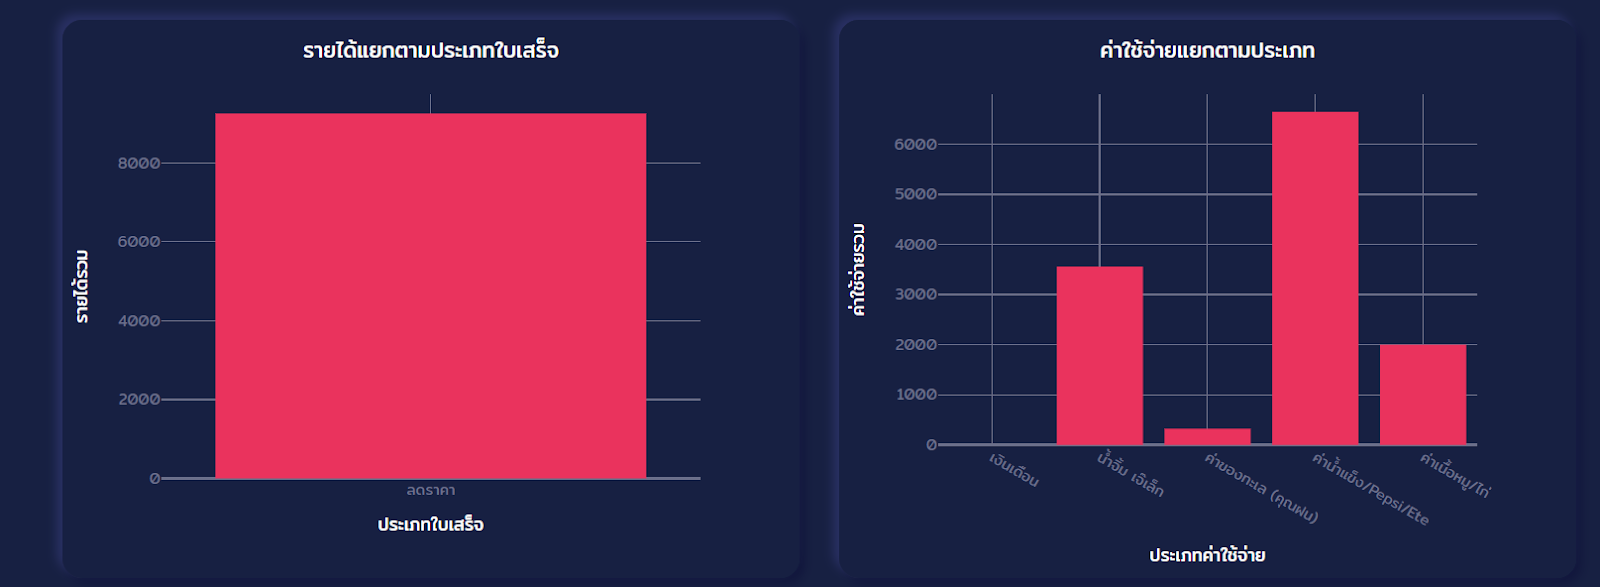 รายได้แยกตามประเภทใบเสร็จ
รายได้รวม
8000
6000
4000
2000
0
ลดราคา
ประเภทใบเสร็จ
ค่าใช้จ่ายแยกตามประเภท
ค่าใช้จ่ายรวม
6000
5000
4000
3000
2000
1000
0
เงินเดือน
น้ำจิ้ม เจ๊เล็ก
ค่าของทะเล (คุณฝน)
ค่าน้ำแข็ง/Pepsi/Ete
ค่าเนื้อหมู/ไก่
ประเภทค่าใช้จ่าย